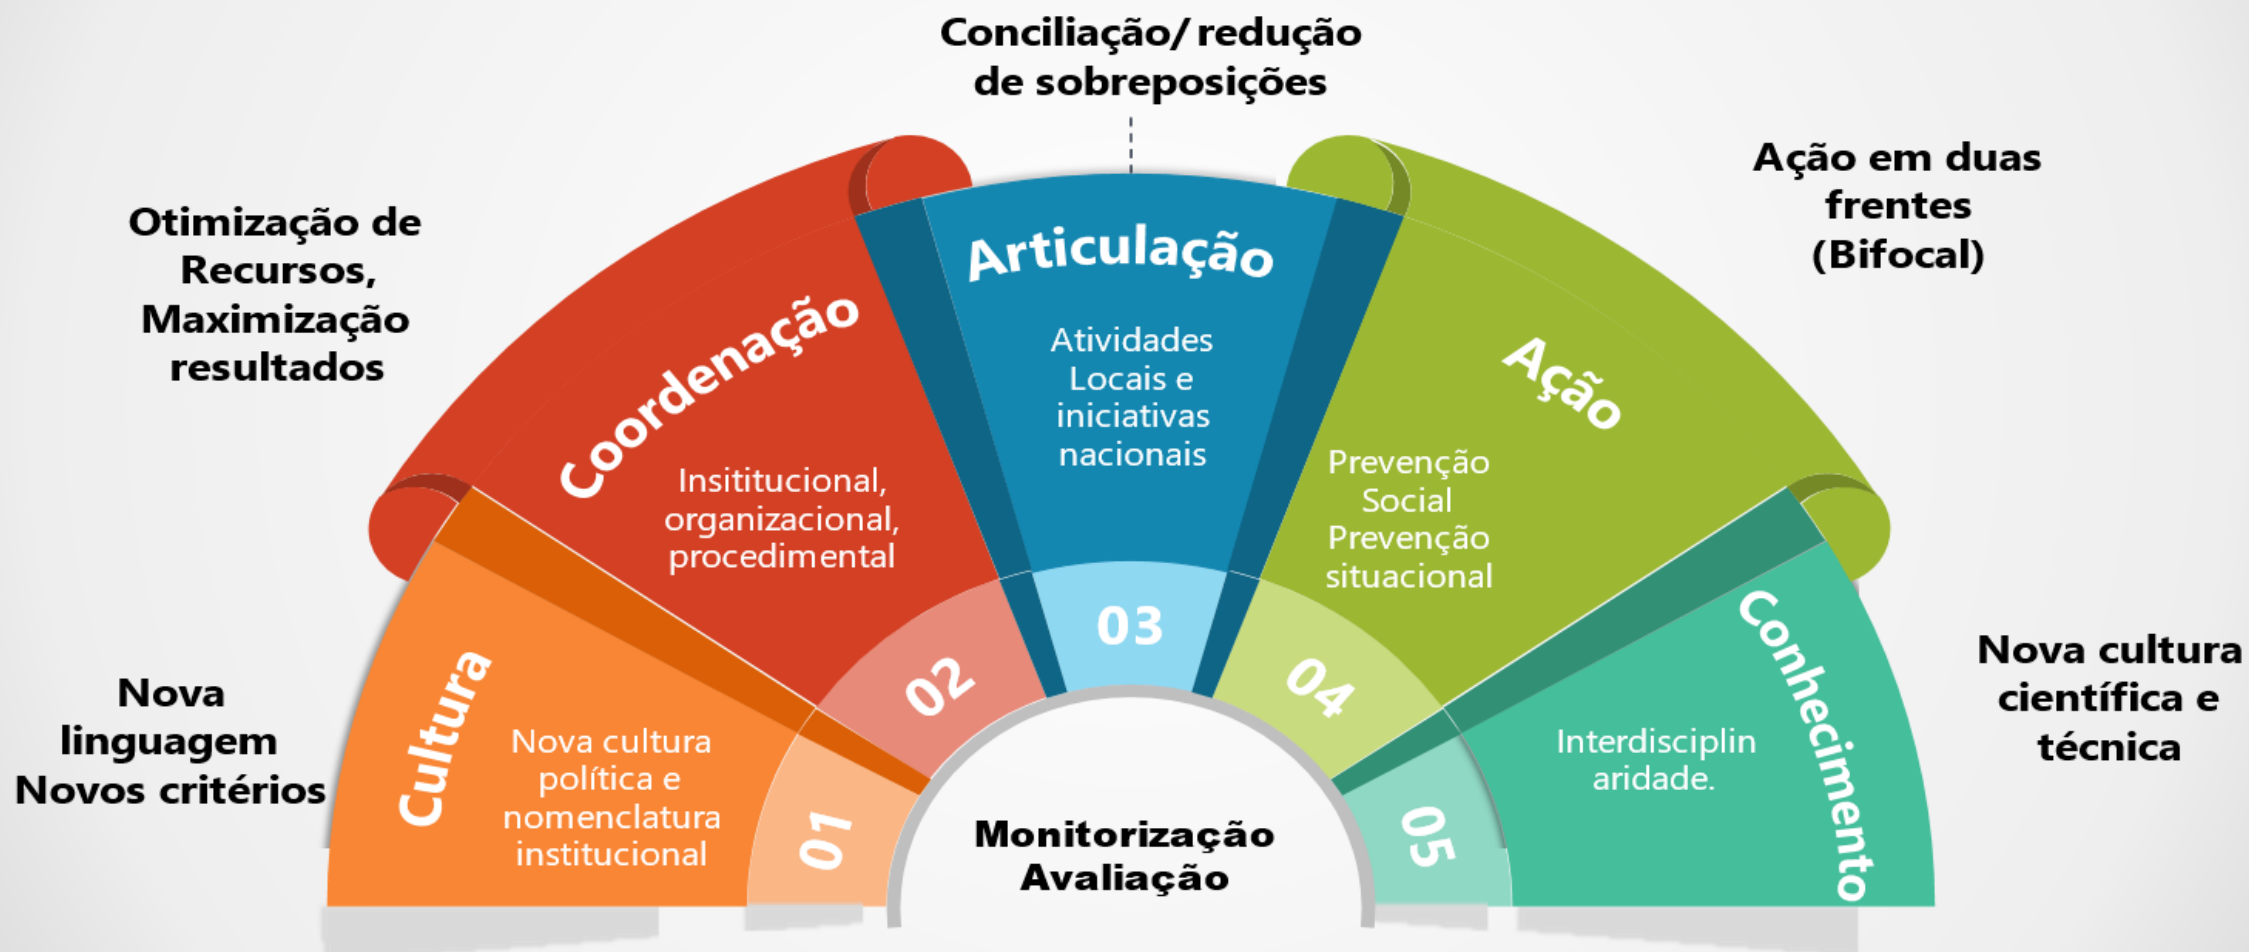 Conciliação/redução
de sobreposições
Otimização de
Recursos,
Maximização
resultados
Ação em duas
frentes
(Bifocal)
Nova
linguagem
Novos critérios
Nova cultura
científica e
técnica
Cultura
Nova cultura
política e
nomenclatura
institucional
01
Coordenação
Insititucional,
organizacional,
procedimental
02
Articulação
Atividades
Locais e
iniciativas
nacionais
03
Ação
Prevenção
Social
Prevenção
situacional
04
Conhecimento
Interdisciplin
aridade.
05
Monitorização
Avaliação